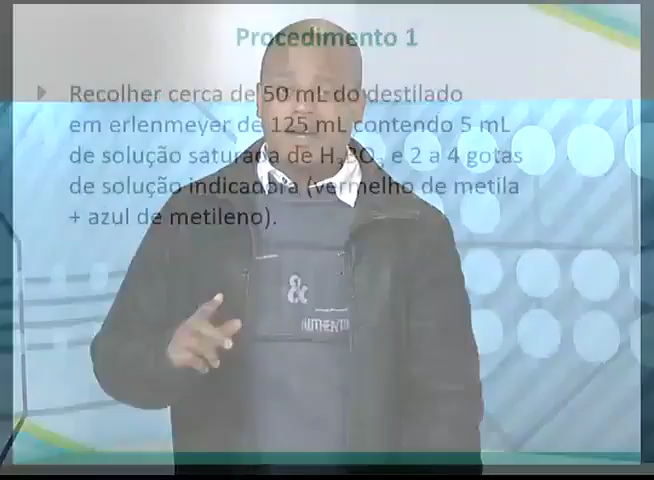 Procedimento 1
Recolher cerca de 50 mL do destilado
em erlenmeyer de 125 mL contendo 5 mL
de solução saturada de H₃BO₃ e 2 a 4 gotas
de solução indicadora (vermelho de metila
+ azul de metileno).
&
AUTHENTI